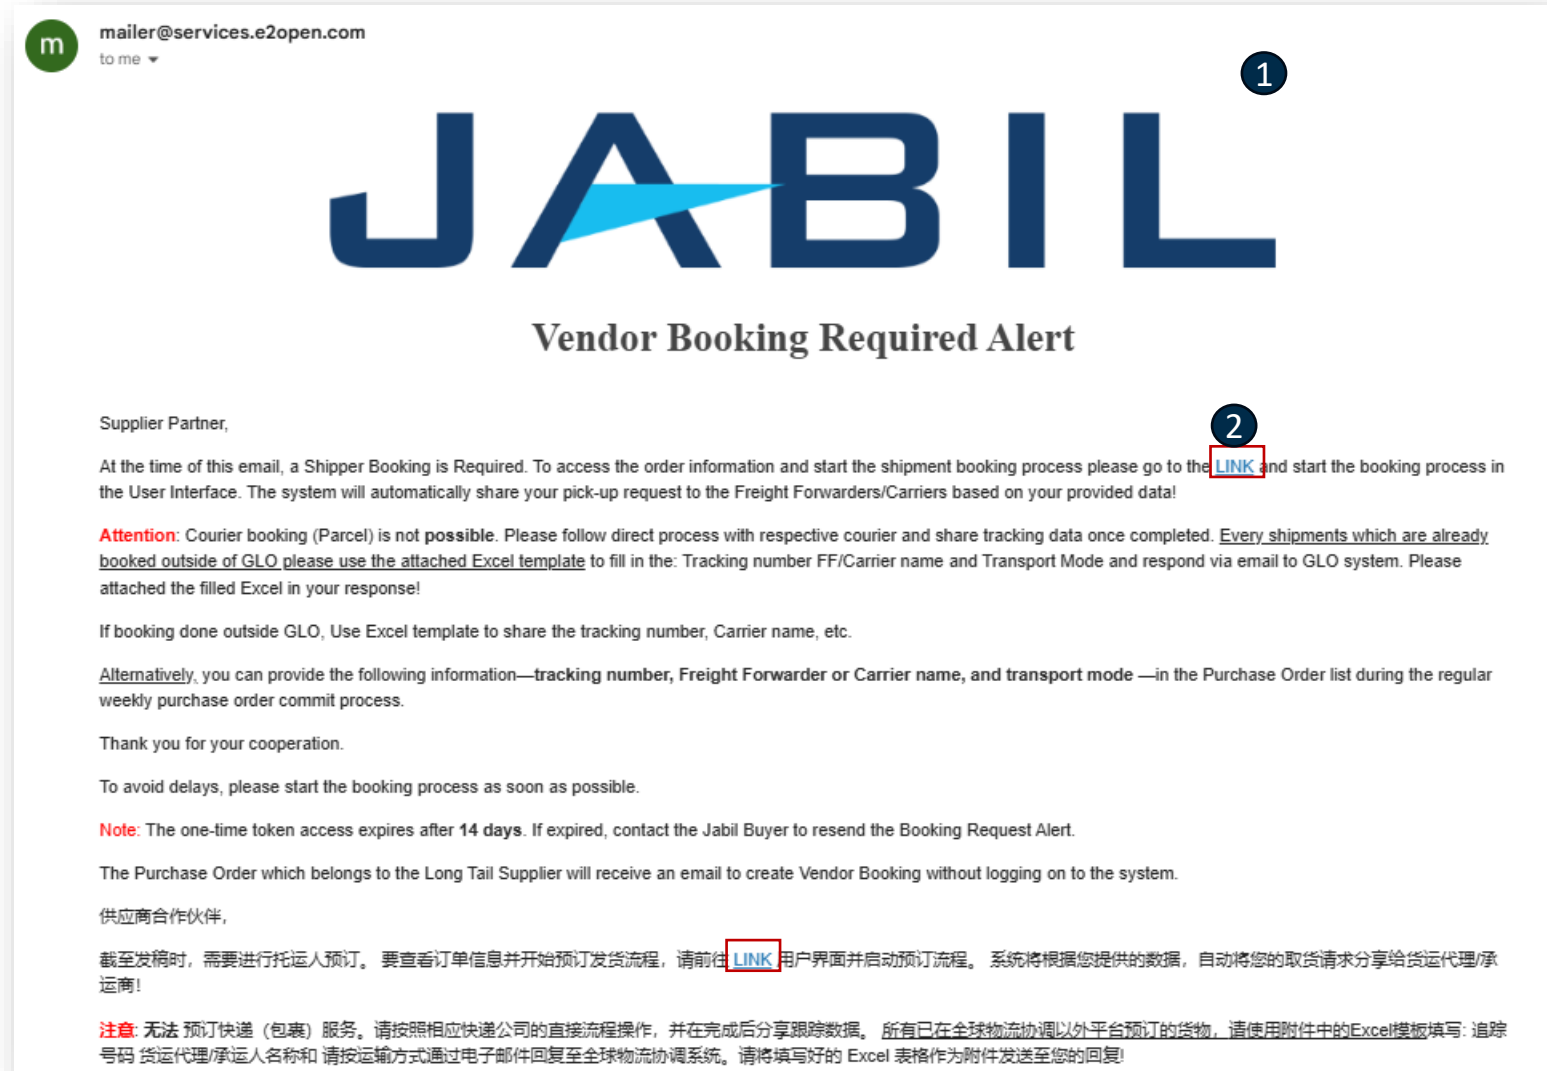 m
mailer@services.e2open.com
to me
1
JABIL
Vendor Booking Required Alert
Supplier Partner,
2
At the time of this email, a Shipper Booking is Required. To access the order information and start the shipment booking process please go to the LINK and start the booking process in
the User Interface. The system will automatically share your pick-up request to the Freight Forwarders/Carriers based on your provided data!
Attention: Courier booking (Parcel) is not possible. Please follow direct process with respective courier and share tracking data once completed. Every shipments which are already
booked outside of GLO please use the attached Excel template to fill in the: Tracking number FF/Carrier name and Transport Mode and respond via email to GLO system. Please
attached the filled Excel in your response!
If booking done outside GLO, Use Excel template to share the tracking number, Carrier name, etc.
Alternatively, you can provide the following information—tracking number, Freight Forwarder or Carrier name, and transport mode —in the Purchase Order list during the regular
weekly purchase order commit process.
Thank you for your cooperation.
To avoid delays, please start the booking process as soon as possible.
Note: The one-time token access expires after 14 days. If expired, contact the Jabil Buyer to resend the Booking Request Alert.
The Purchase Order which belongs to the Long Tail Supplier will receive an email to create Vendor Booking without logging on to the system.
供应商合作伙伴，
截至发稿时，需要进行托运人预订。 要查看订单信息并开始预订发货流程，请前往 LINK 用户界面并启动预订流程。 系统将根据您提供的数据，自动将您的取货请求分享给货运代理/承
运商！
注意: 无法 预订快递（包裹）服务。请按照相应快递公司的直接流程操作，并在完成后分享跟踪数据。 所有已在全球物流协调以外平台预订的货物，请使用附件中的Excel模板填写: 追踪
号码 货运代理/承运人名称和 请按运输方式通过电子邮件回复至全球物流协调系统。请将填写好的 Excel 表格作为附件发送至您的回复!